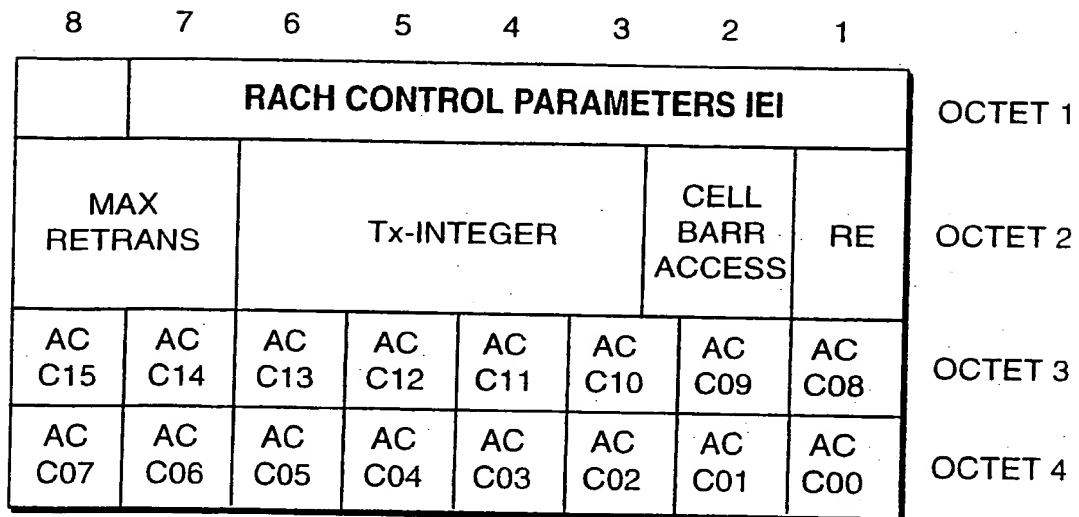 8 7 6 5 4 3 2 1
RACH CONTROL PARAMETERS IEI OCTET 1
MAX RETRANS Tx-INTEGER CELL BARR ACCESS RE OCTET 2
AC C15 AC C14 AC C13 AC C12 AC C11 AC C10 AC C09 AC C08 OCTET 3
AC C07 AC C06 AC C05 AC C04 AC C03 AC C02 AC C01 AC C00 OCTET 4